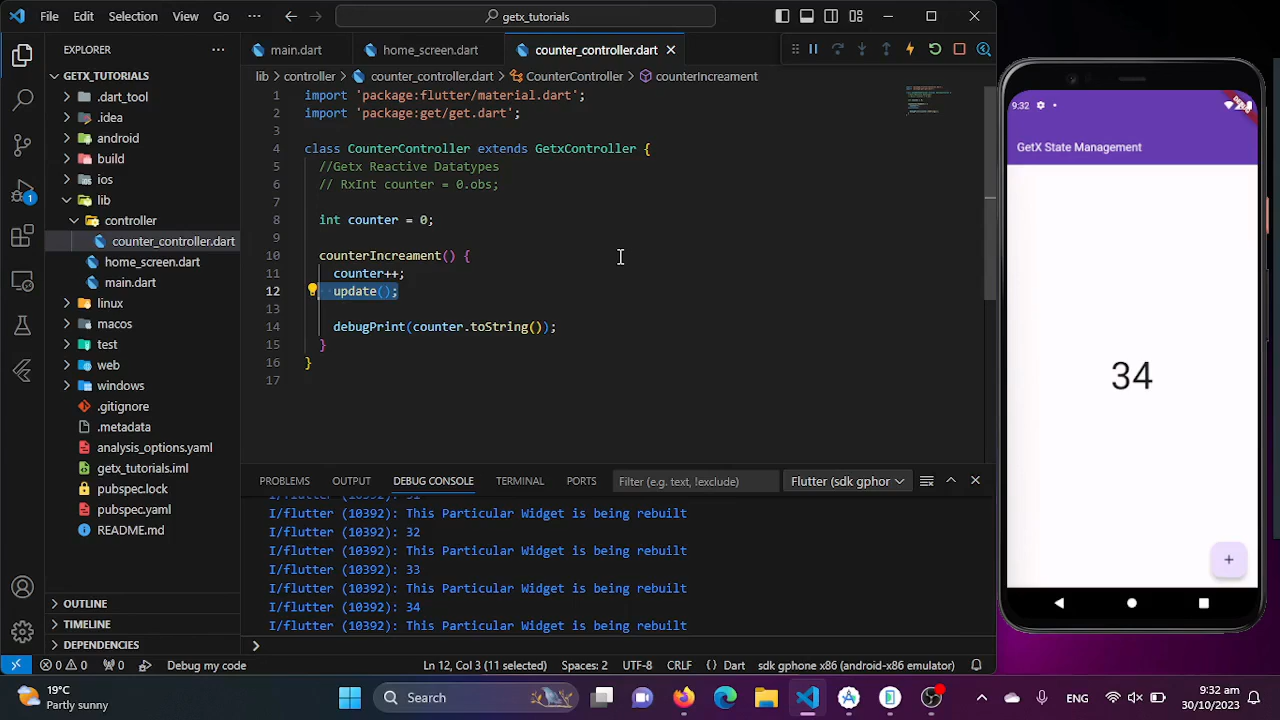 File Edit Selection View Go ··· getx_tutorials
EXPLORER ···
GETX_TUTORIALS
.dart_tool
.idea
android
build
ios
lib
controller
counter_controller.dart
home_screen.dart
main.dart
linux
macos
test
web
windows
.gitignore
.metadata
analysis_options.yaml
getx_tutorials.iml
pubspec.lock
pubspec.yaml
README.md
OUTLINE
TIMELINE
DEPENDENCIES
1
main.dart home_screen.dart counter_controller.dart
lib > controller > counter_controller.dart > CounterController > counterIncreament
1 import 'package:flutter/material.dart';
2 import 'package:get/get.dart';
3
4 class CounterController extends GetxController {
5 //Getx Reactive Datatypes
6 // RxInt counter = 0.obs;
7
8 int counter = 0;
9
10 counterIncreament() {
11 counter++;
12 update();
13
14 debugPrint(counter.toString());
15 }
16 }
17
PROBLEMS OUTPUT DEBUG CONSOLE TERMINAL PORTS Filter (e.g. text, !exclude) Flutter (sdk gphor
I/flutter (10392): 31
I/flutter (10392): This Particular Widget is being rebuilt
I/flutter (10392): 32
I/flutter (10392): This Particular Widget is being rebuilt
I/flutter (10392): 33
I/flutter (10392): This Particular Widget is being rebuilt
I/flutter (10392): 34
I/flutter (10392): This Particular Widget is being rebuilt
>
0 0 0 Debug my code Ln 12, Col 3 (11 selected) Spaces: 2 UTF-8 CRLF {} Dart sdk gphone x86 (android-x86 emulator)
9:32
GetX State Management
34
+
19°C
Partly sunny
Search
ENG
9:32 am
30/10/2023